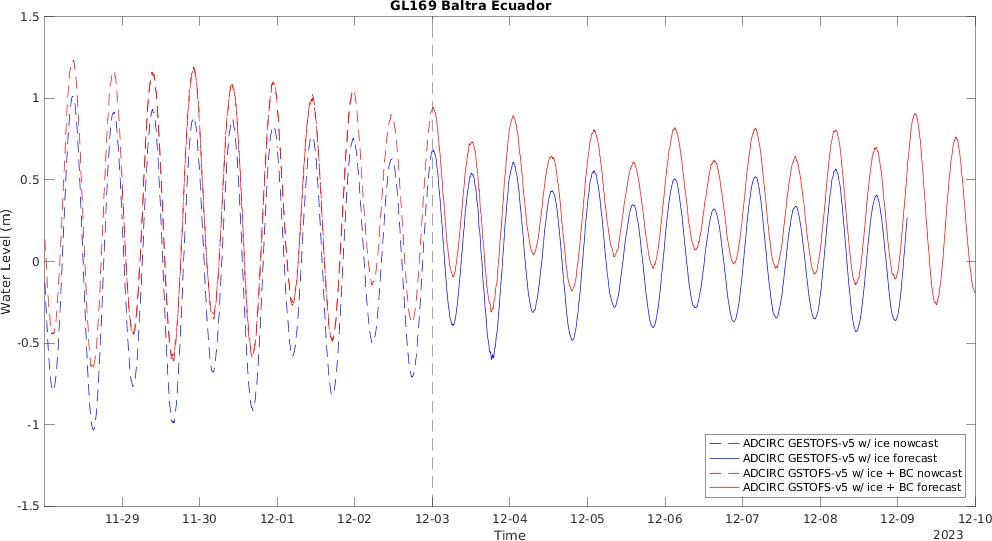 GL169 Baltra Ecuador
1.5
1
0.5
0
-0.5
-1
-1.5
Water Level (m)
ADCIRC GESTOFS-v5 w/ ice nowcast
ADCIRC GESTOFS-v5 w/ ice forecast
ADCIRC GSTOFS-v5 w/ ice + BC nowcast
ADCIRC GSTOFS-v5 w/ ice + BC forecast
11-29 11-30 12-01 12-02 12-03 12-04 12-05 12-06 12-07 12-08 12-09 12-10
Time
2023